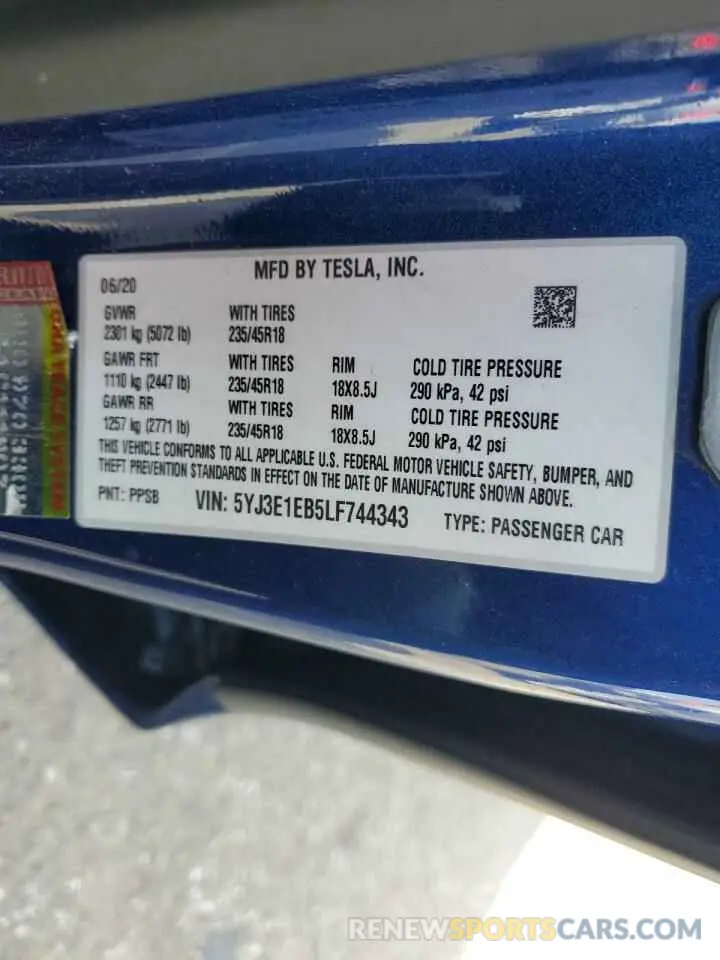 MFD BY TESLA, INC.
06/20
GVWR WITH TIRES
2301 kg (5072 lb) 235/45R18
GAWR FRT WITH TIRES RIM COLD TIRE PRESSURE
1110 kg (2447 lb) 235/45R18 18X8.5J 290 kPa, 42 psi
GAWR RR WITH TIRES RIM COLD TIRE PRESSURE
1257 kg (2771 lb) 235/45R18 18X8.5J 290 kPa, 42 psi
THIS VEHICLE CONFORMS TO ALL APPLICABLE U.S. FEDERAL MOTOR VEHICLE SAFETY, BUMPER, AND
THEFT PREVENTION STANDARDS IN EFFECT ON THE DATE OF MANUFACTURE SHOWN ABOVE.
PNT: PPSB VIN: 5YJ3E1EB5LF744343 TYPE: PASSENGER CAR
RENEWSPORTSCARS.COM